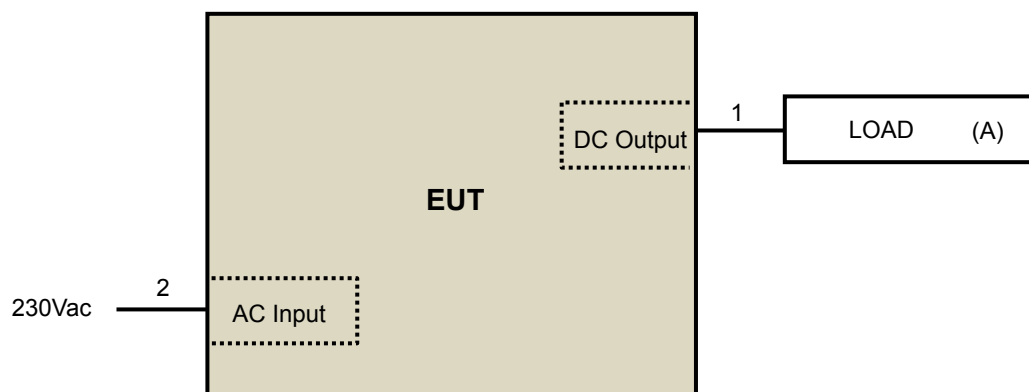 1
LOAD (A)
DC Output
EUT
2
230Vac
AC Input